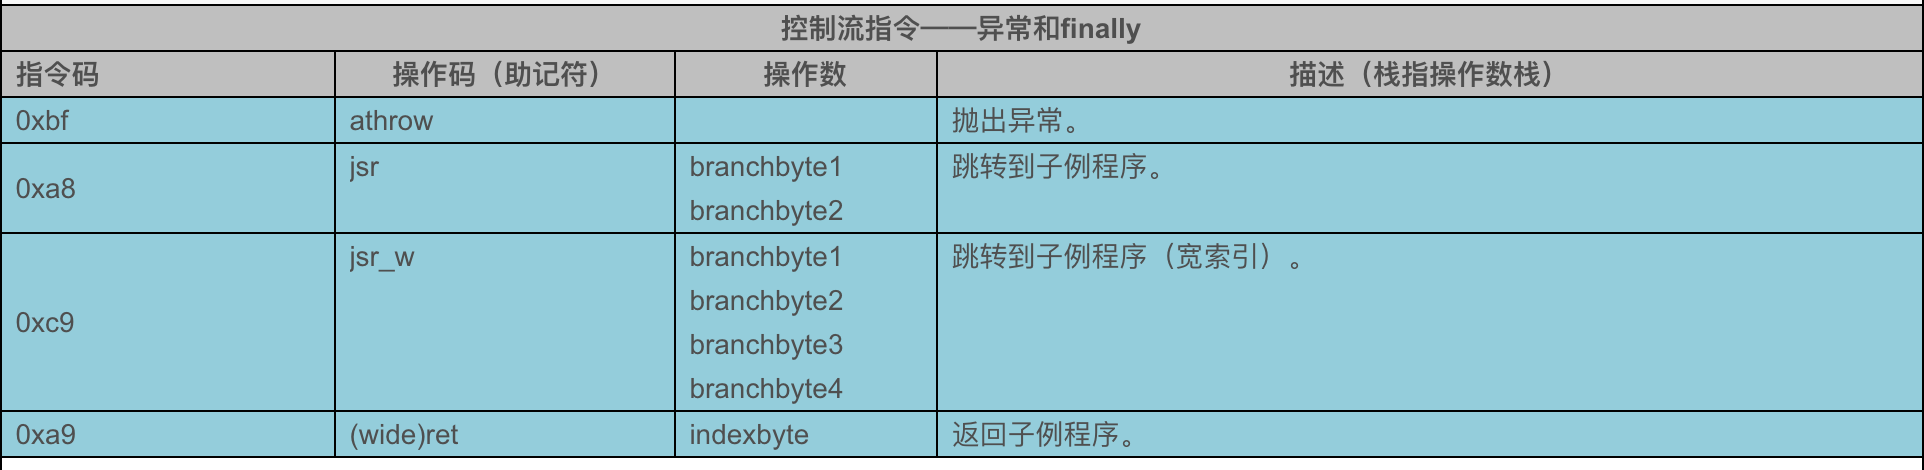 控制流指令——异常和finally
指令码 操作码（助记符） 操作数 描述（栈指操作数栈）
0xbf athrow 抛出异常。
0xa8 jsr branchbyte1 跳转到子例程序。
branchbyte2
0xc9 jsr_w branchbyte1 跳转到子例程序（宽索引）。
branchbyte2
branchbyte3
branchbyte4
0xa9 (wide)ret indexbyte 返回子例程序。